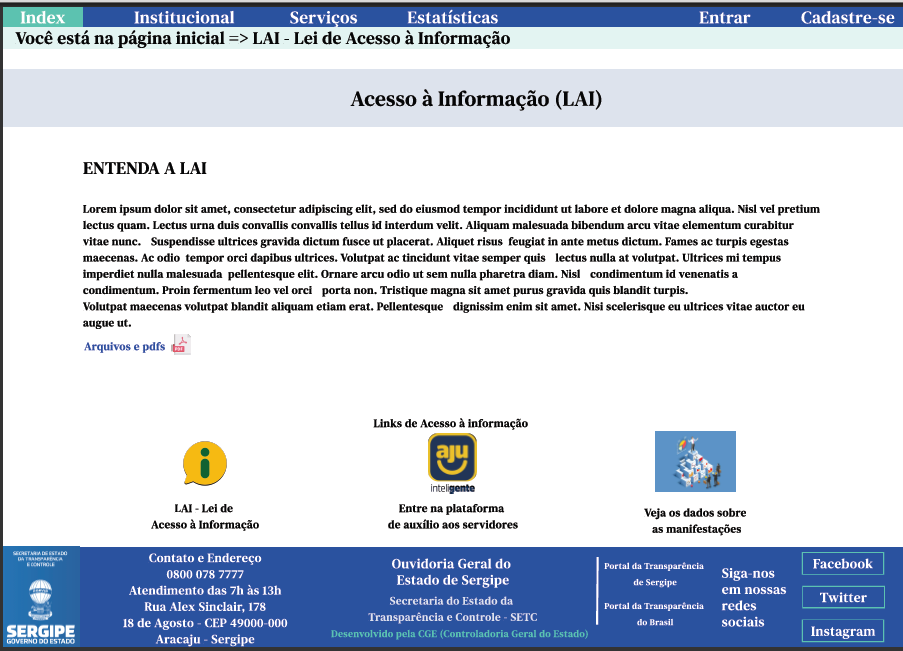 Index Institucional Serviços Estatísticas Entrar Cadastre-se
Você está na página inicial => LAI - Lei de Acesso à Informação
Acesso à Informação (LAI)
ENTENDA A LAI
Lorem ipsum dolor sit amet, consectetur adipiscing elit, sed do eiusmod tempor incididunt ut labore et dolore magna aliqua. Nisl vel pretium
lectus quam. Lectus urna duis convallis convallis tellus id interdum velit. Aliquam malesuada bibendum arcu vitae elementum curabitur
vitae nunc. Suspendisse ultrices gravida dictum fusce ut placerat. Aliquet risus feugiat in ante metus dictum. Fames ac turpis egestas
maecenas. Ac odio tempor orci dapibus ultrices. Volutpat ac tincidunt vitae semper quis lectus nulla at volutpat. Ultrices mi tempus
imperdiet nulla malesuada pellentesque elit. Ornare arcu odio ut sem nulla pharetra diam. Nisl condimentum id venenatis a
condimentum. Proin fermentum leo vel orci porta non. Tristique magna sit amet purus gravida quis blandit turpis.
Volutpat maecenas volutpat blandit aliquam etiam erat. Pellentesque dignissim enim sit amet. Nisi scelerisque eu ultrices vitae auctor eu
augue ut.
Arquivos e pdfs
PDF
Links de Acesso à informação
aju
inteligente
LAI - Lei de
Acesso à Informação
Entre na plataforma
de auxílio aos servidores
Veja os dados sobre
as manifestações
SECRETARIA DE ESTADO
DA TRANSPARÊNCIA
E CONTROLE
SERGIPE
GOVERNO DO ESTADO
Contato e Endereço
0800 078 7777
Atendimento das 7h às 13h
Rua Alex Sinclair, 178
18 de Agosto - CEP 49000-000
Aracaju - Sergipe
Ouvidoria Geral do
Estado de Sergipe
Secretaria do Estado da
Transparência e Controle - SETC
Desenvolvido pela CGE (Controladoria Geral do Estado)
Portal da Transparência
de Sergipe
Portal da Transparência
do Brasil
Siga-nos
em nossas
redes
sociais
Facebook
Twitter
Instagram